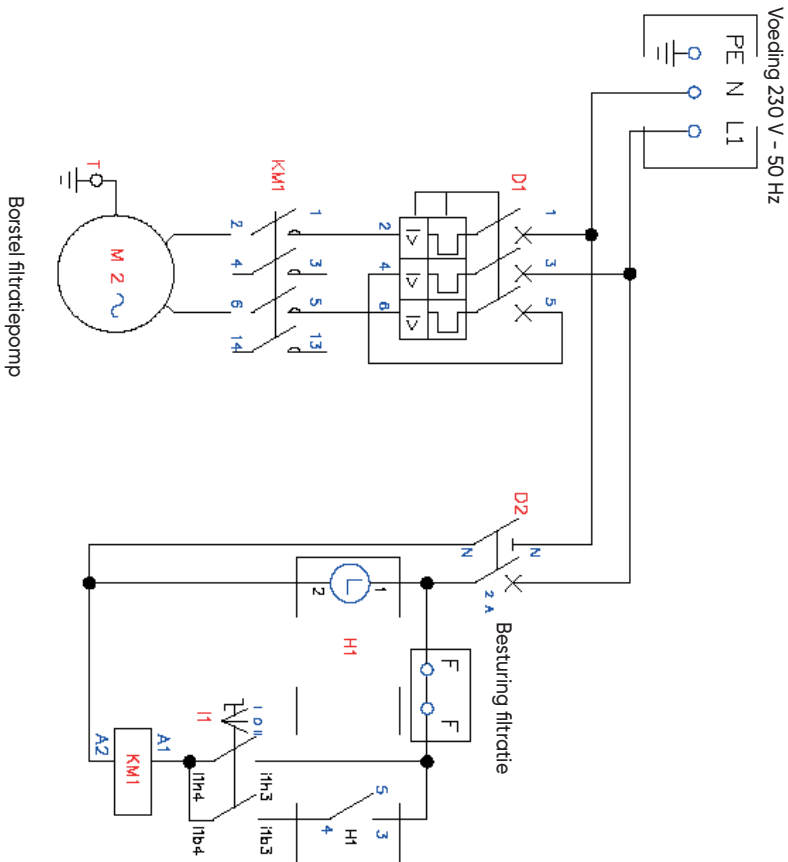 Voeding 230 V - 50 Hz
PE N L1
D1
1 3 5
2 4 6
I> I> I>
KM1
1 3 5 13
2 4 6 14
T
M 2
Borstel filtratiepomp
D2
N
N
2 A
Besturing filtratie
F F
L
1
2
H1
I1
I 0 II
i1h3
I1h4
i1b3
I1b4
5
3
4
H1
A1
KM1
A2